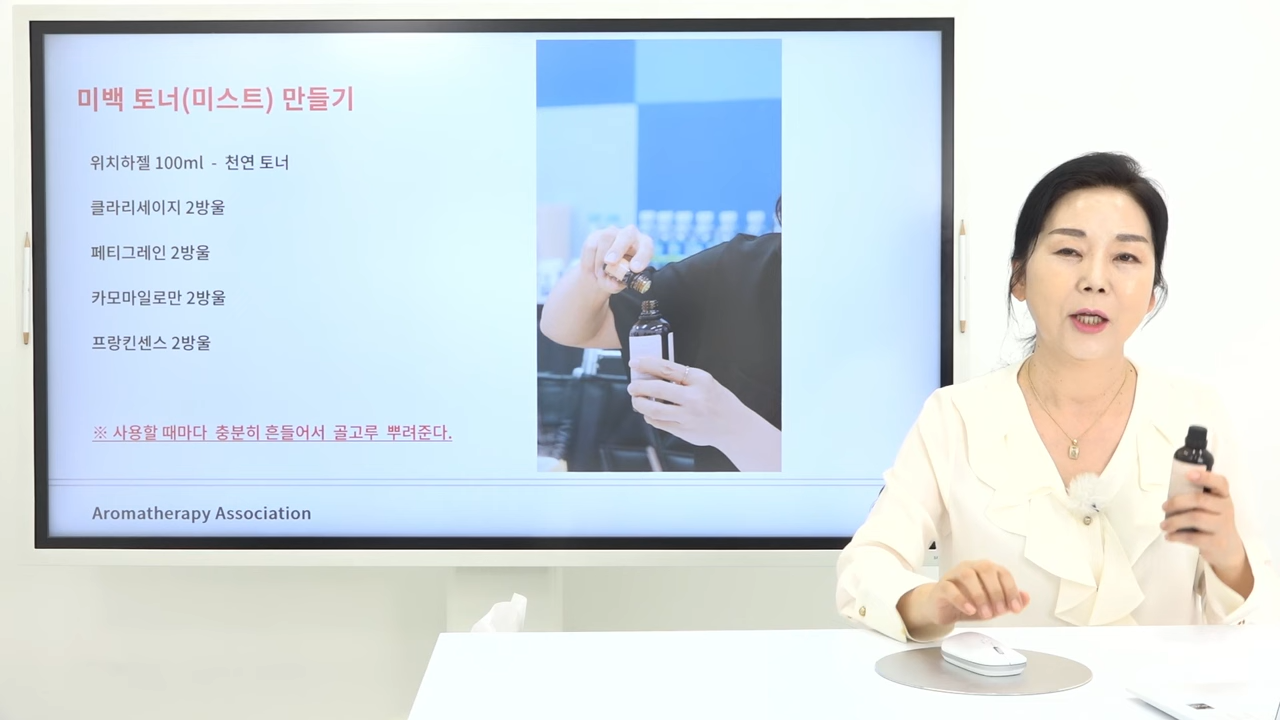 미백 토너(미스트) 만들기
위치하젤 100ml - 천연 토너
클라리세이지 2방울
페티그레인 2방울
카모마일로만 2방울
프랑킨센스 2방울
※ 사용할 때마다 충분히 흔들어서 골고루 뿌려준다.
Aromatherapy Association